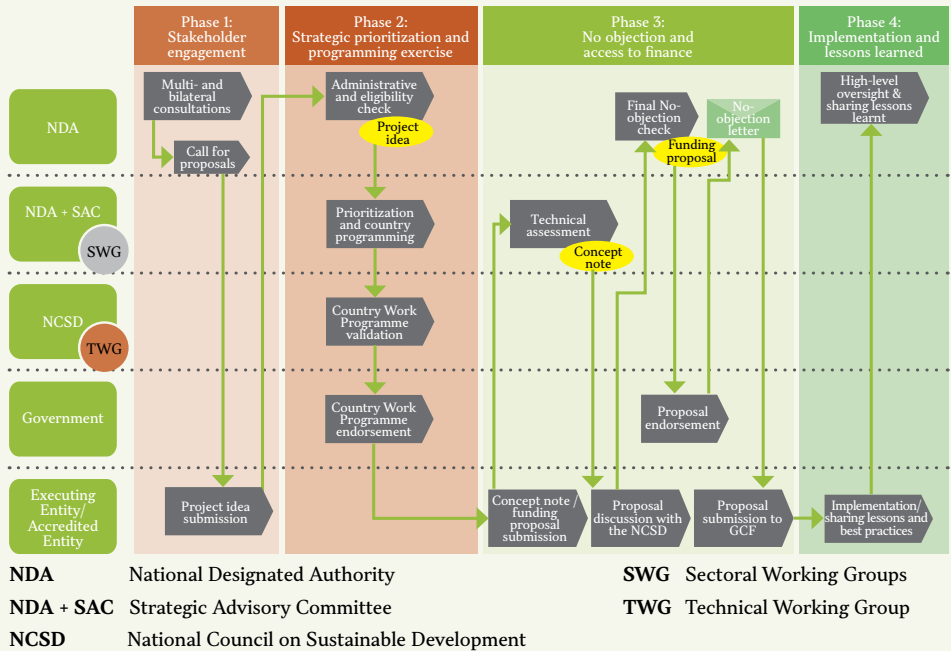 Phase 1:
Stakeholder
engagement
Phase 2:
Strategic prioritization and
programming exercise
Phase 3:
No objection and
access to finance
Phase 4:
Implementation and
lessons learned
NDA
Multi- and
bilateral
consultations
Call for
proposals
Administrative
and eligibility
check
Project
idea
Final No-
objection
check
Funding
proposal
No-
objection
letter
High-level
oversight &
sharing lessons
learnt
NDA + SAC
SWG
Prioritization
and country
programming
Technical
assessment
Concept
note
NCSD
TWG
Country Work
Programme
validation
Government
Country Work
Programme
endorsement
Proposal
endorsement
Executing
Entity/
Accredited
Entity
Project idea
submission
Concept note /
funding
proposal
submission
Proposal
discussion with
the NCSD
Proposal
submission to
GCF
Implementation/
sharing lessons and
best practices
NDA National Designated Authority
NDA + SAC Strategic Advisory Committee
NCSD National Council on Sustainable Development
SWG Sectoral Working Groups
TWG Technical Working Group